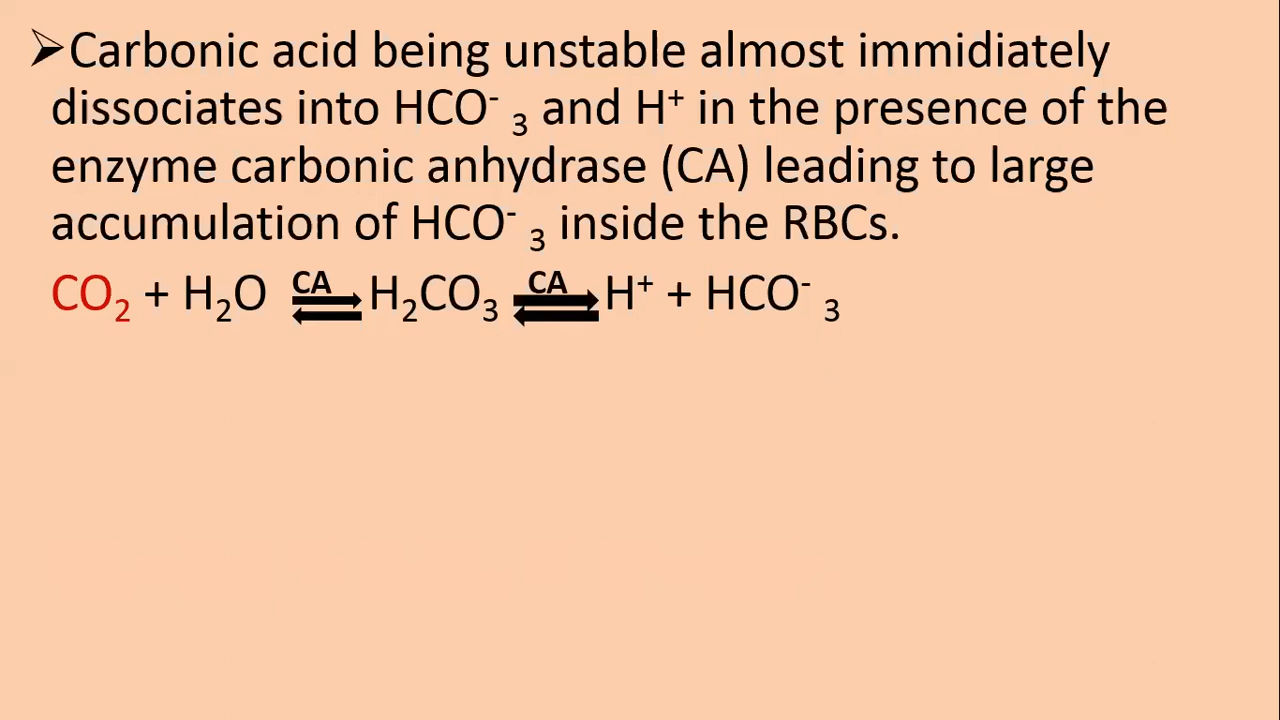 ➢Carbonic acid being unstable almost immidiately
dissociates into HCO⁻ ₃ and H⁺ in the presence of the
enzyme carbonic anhydrase (CA) leading to large
accumulation of HCO⁻ ₃ inside the RBCs.
CO₂ + H₂O CA ⇌ H₂CO₃ CA ⇌ H⁺ + HCO⁻ ₃